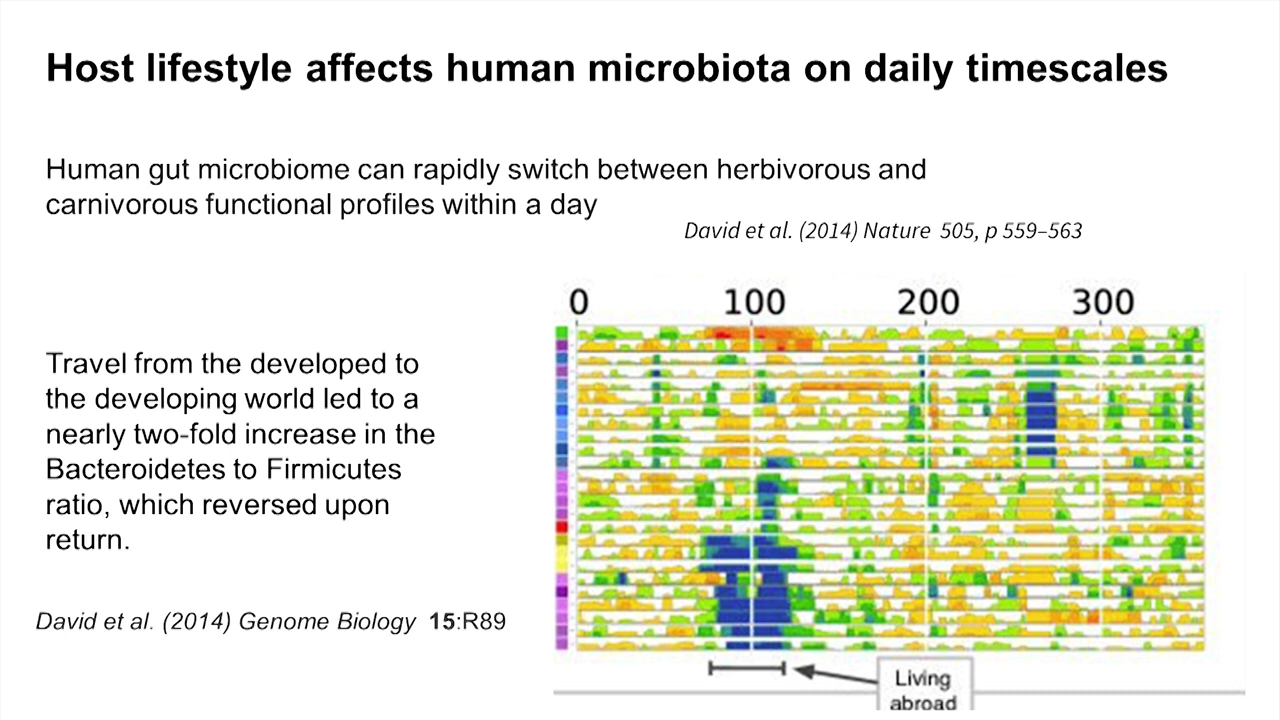 Host lifestyle affects human microbiota on daily timescales
Human gut microbiome can rapidly switch between herbivorous and
carnivorous functional profiles within a day
David et al. (2014) Nature 505, p 559–563
0 100 200 300
Travel from the developed to
the developing world led to a
nearly two-fold increase in the
Bacteroidetes to Firmicutes
ratio, which reversed upon
return.
David et al. (2014) Genome Biology 15:R89
Living
abroad